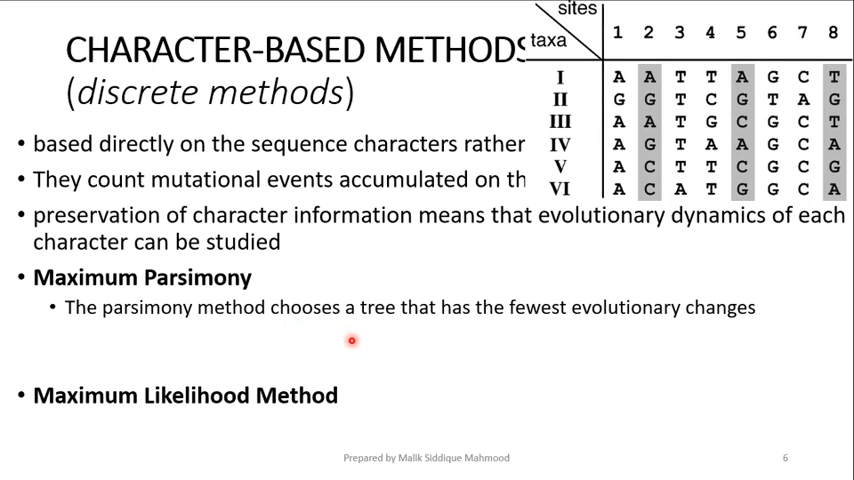 CHARACTER-BASED METHODS
(discrete methods)
sites
taxa 1 2 3 4 5 6 7 8
I A A T T A G C T
II G G T C G T A G
III A A T G C G C T
IV A G T A A G C A
V A C T T C G C G
VI A C A T G G C A
• based directly on the sequence characters rather
• They count mutational events accumulated on th
• preservation of character information means that evolutionary dynamics of each
character can be studied
• Maximum Parsimony
• The parsimony method chooses a tree that has the fewest evolutionary changes
• Maximum Likelihood Method
Prepared by Malik Siddique Mahmood
6